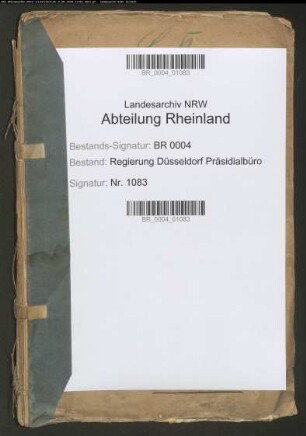 BR_0004_01083
Landesarchiv NRW
Abteilung Rheinland
Bestands-Signatur: BR 0004
Bestand: Regierung Düsseldorf Präsidialbüro
Signatur: Nr. 1083
BR_0004_01083